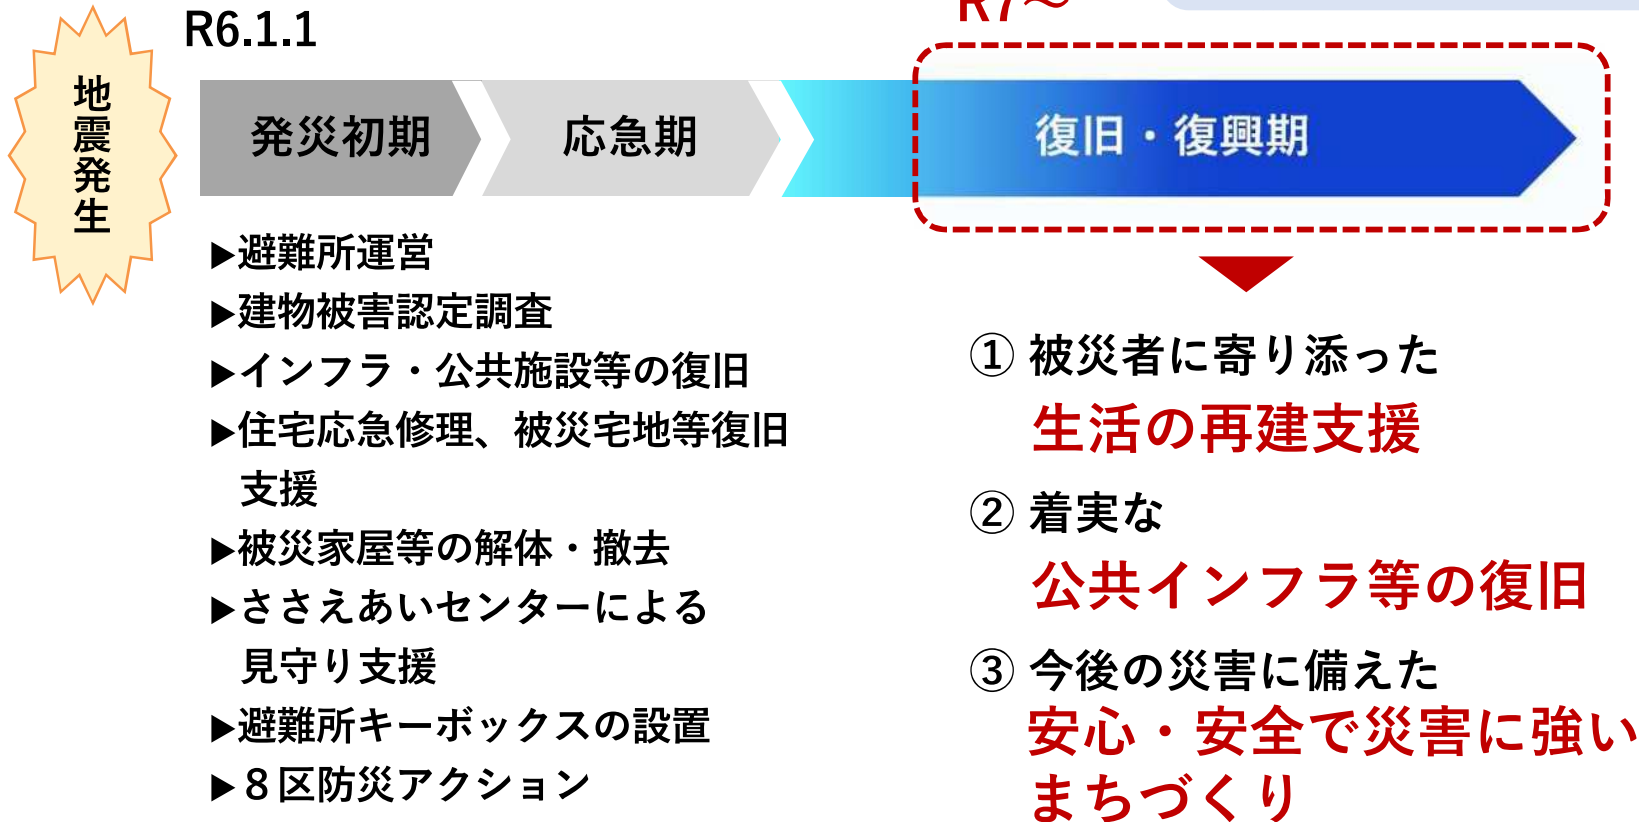 R6.1.1
R7～
地震発生
発災初期
応急期
復旧・復興期
▶避難所運営
▶建物被害認定調査
▶インフラ・公共施設等の復旧
▶住宅応急修理、被災宅地等復旧
支援
▶被災家屋等の解体・撤去
▶ささえあいセンターによる
見守り支援
▶避難所キーボックスの設置
▶８区防災アクション
① 被災者に寄り添った
生活の再建支援
② 着実な
公共インフラ等の復旧
③ 今後の災害に備えた
安心・安全で災害に強い
まちづくり